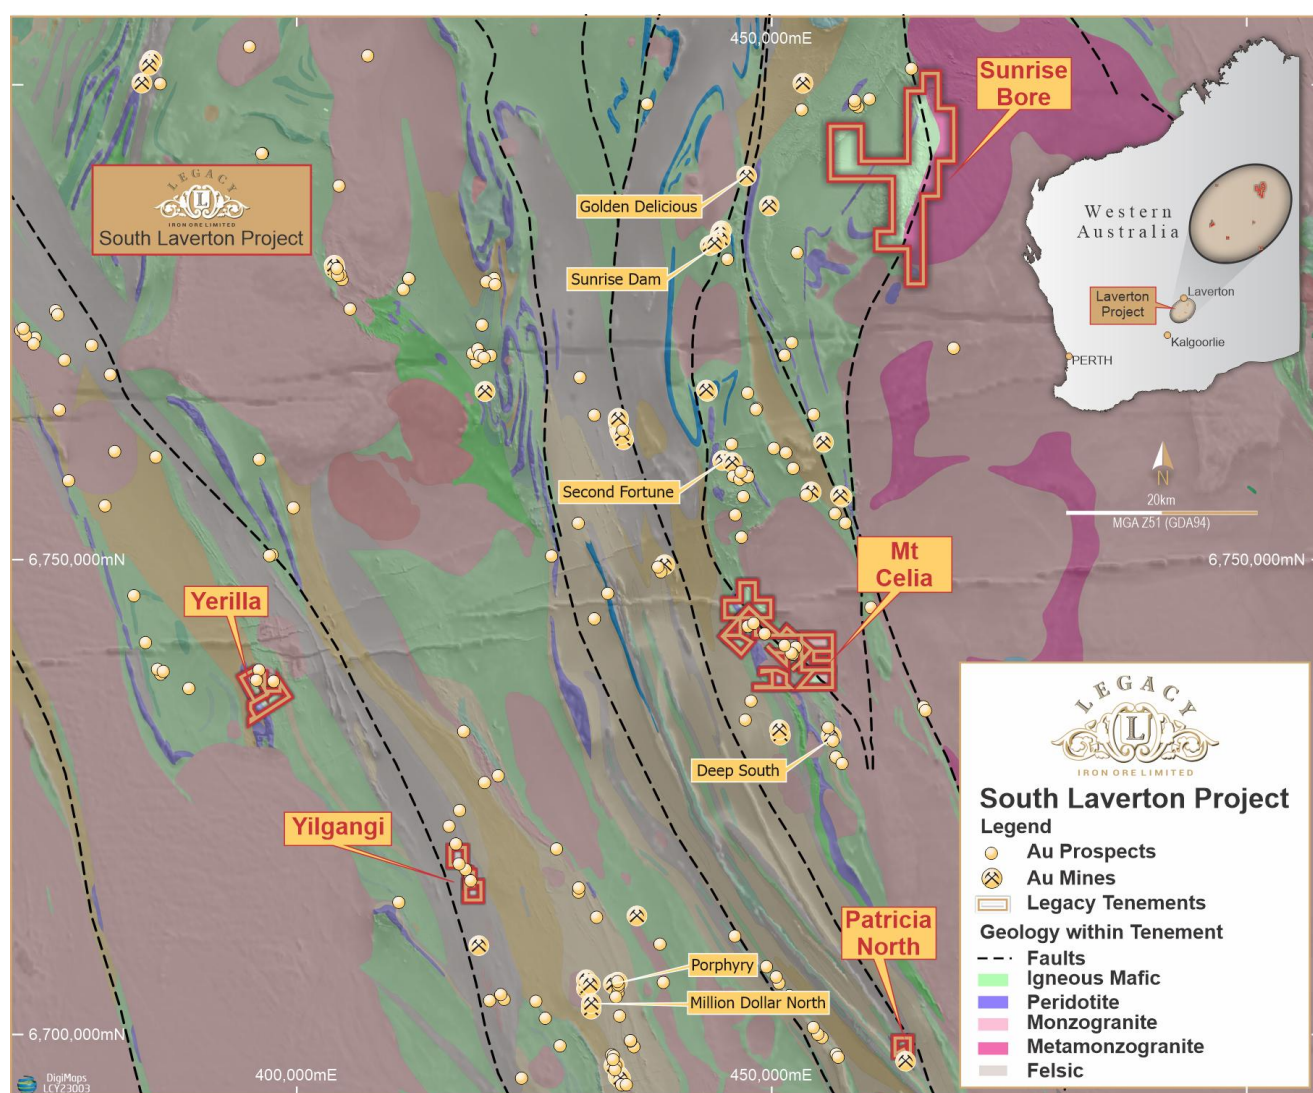 450,000mE
Sunrise
Bore
LEGACY
L
IRON ORE LIMITED
South Laverton Project
Golden Delicious
Sunrise Dam
Western
Australia
Laverton
Project
Laverton
Kalgoorlie
PERTH
N
20km
MGA Z51 (GDA94)
Second Fortune
6,750,000mN
6,750,000mN
Mt
Celia
Yerilla
Deep South
Yilgangi
Patricia
North
Porphyry
Million Dollar North
6,700,000mN
400,000mE
450,000mE
DigiMaps
LCY23003
LEGACY
L
IRON ORE LIMITED
South Laverton Project
Legend
Au Prospects
Au Mines
Legacy Tenements
Geology within Tenement
Faults
Igneous Mafic
Peridotite
Monzogranite
Metamonzogranite
Felsic